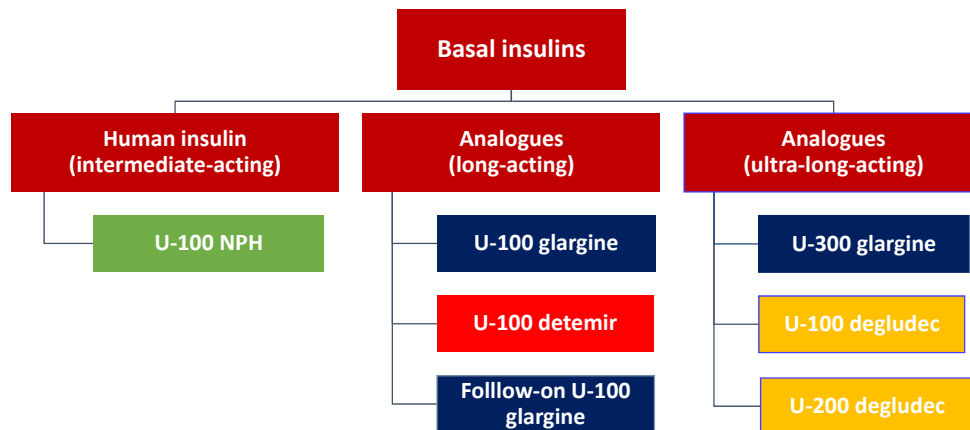 Basal insulins
Human insulin
(intermediate-acting)
Analogues
(long-acting)
Analogues
(ultra-long-acting)
U-100 NPH
U-100 glargine
U-300 glargine
U-100 detemir
U-100 degludec
Folllow-on U-100
glargine
U-200 degludec